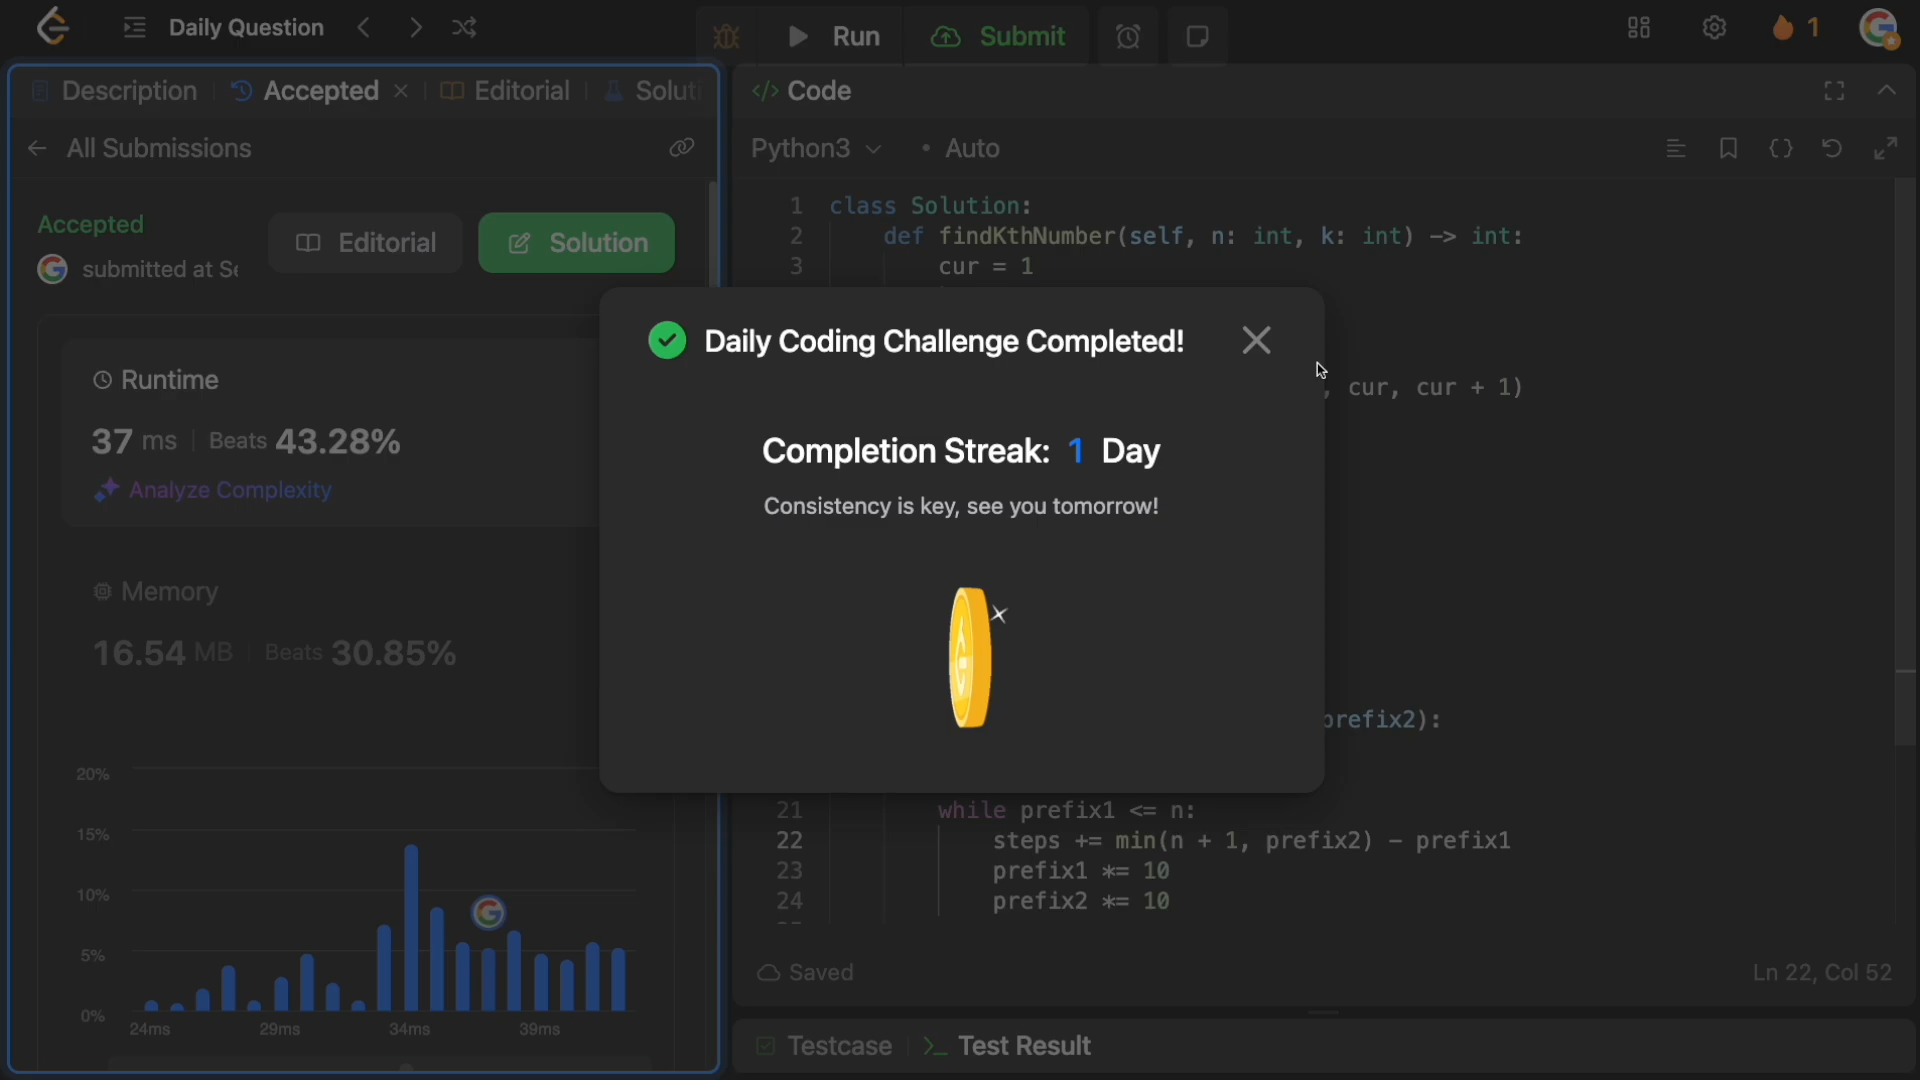 Daily Question
Run
Submit
1
Description
Accepted
Editorial
Soluti
Code
All Submissions
Python3
Auto
Accepted
submitted at Se
Editorial
Solution
1 class Solution:
2 def findKthNumber(self, n: int, k: int) -> int:
3 cur = 1
Daily Coding Challenge Completed!
, cur, cur + 1)
Completion Streak: 1 Day
Consistency is key, see you tomorrow!
Runtime
37 ms Beats 43.28%
Analyze Complexity
Memory
16.54 MB Beats 30.85%
prefix2):
21 while prefix1 <= n:
22 steps += min(n + 1, prefix2) - prefix1
23 prefix1 *= 10
24 prefix2 *= 10
20%
15%
10%
5%
0%
24ms 29ms 34ms 39ms
Saved
Ln 22, Col 52
Testcase
Test Result